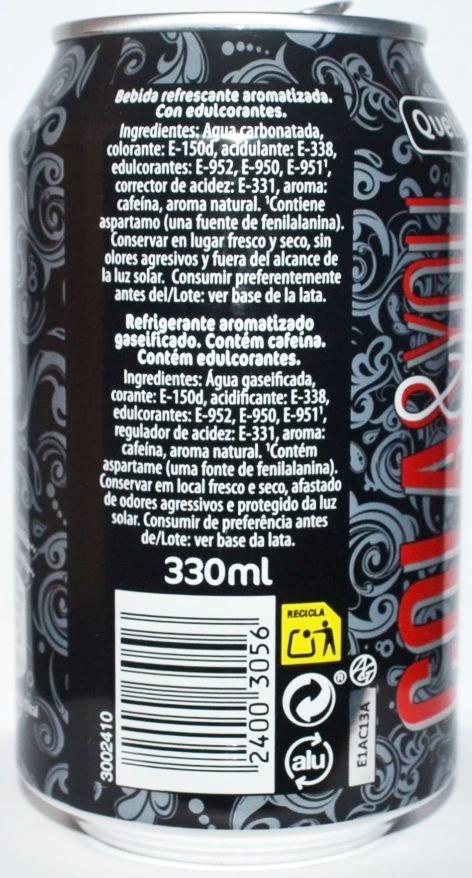 Bebida refrescante aromatizada.
Con edulcorantes.
Ingredientes: Agua carbonatada,
colorante: E-150d, acidulante: E-338,
edulcorantes: E-952, E-950, E-951¹,
corrector de acidez: E-331, aroma:
cafeína, aroma natural. ¹Contiene
aspartamo (una fuente de fenilalanina).
Conservar en lugar fresco y seco, sin
olores agresivos y fuera del alcance de
la luz solar. Consumir preferentemente
antes del/Lote: ver base de la lata.
Refrigerante aromatizado
gaseificado. Contém cafeína.
Contém edulcorantes.
Ingredientes: Água gaseificada,
corante: E-150d, acidificante: E-338,
edulcorantes: E-952, E-950, E-951¹,
regulador de acidez: E-331, aroma:
cafeína, aroma natural. ¹Contém
aspartame (uma fonte de fenilalanina).
Conservar em local fresco e seco, afastado
de odores agressivos e protegido da luz
solar. Consumir de preferência antes
de/Lote: ver base da lata.
330ml
3002410
2400 3056
RECICLA
®
alu
E1AC13A
COLA&YOU